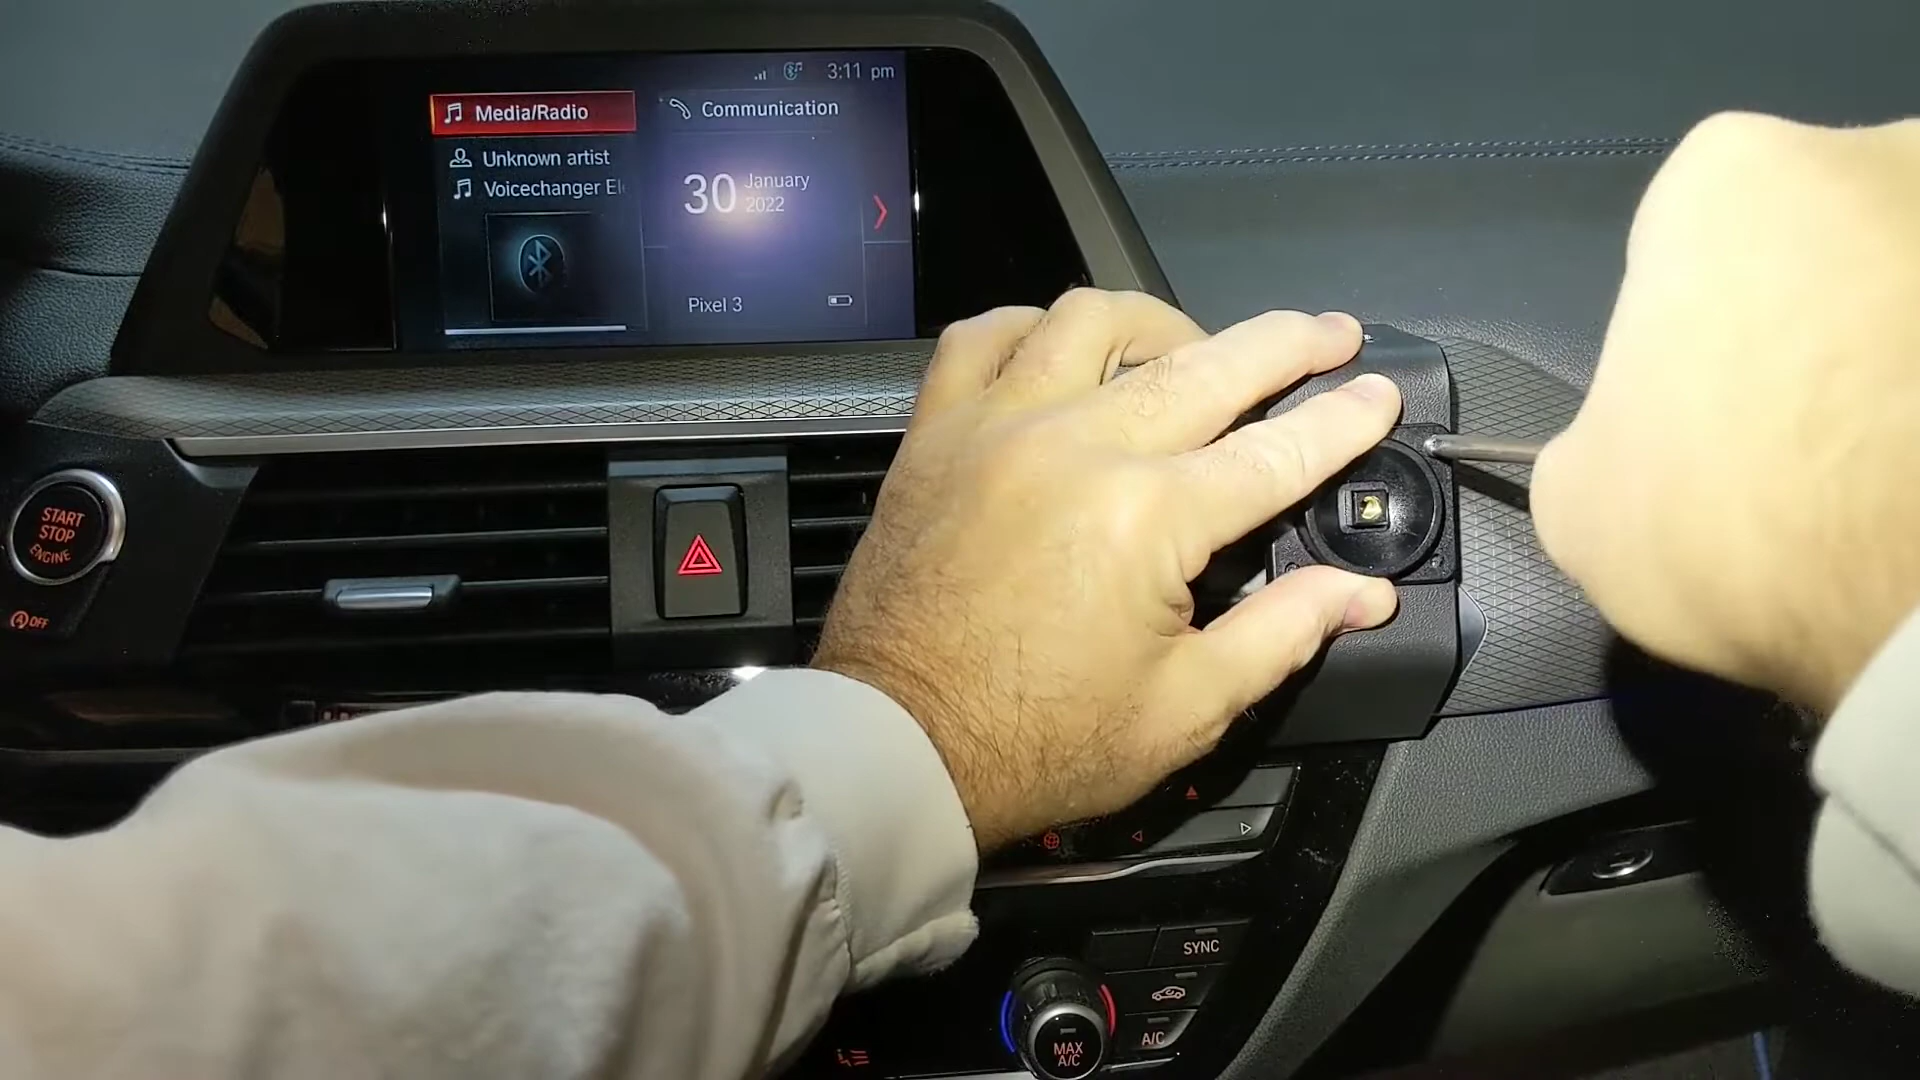 3:11 pm
Media/Radio
Communication
Unknown artist
Voicechanger El
30
January
2022
Pixel 3
START
STOP
ENGINE
A OFF
SYNC
MAX
A/C
A/C